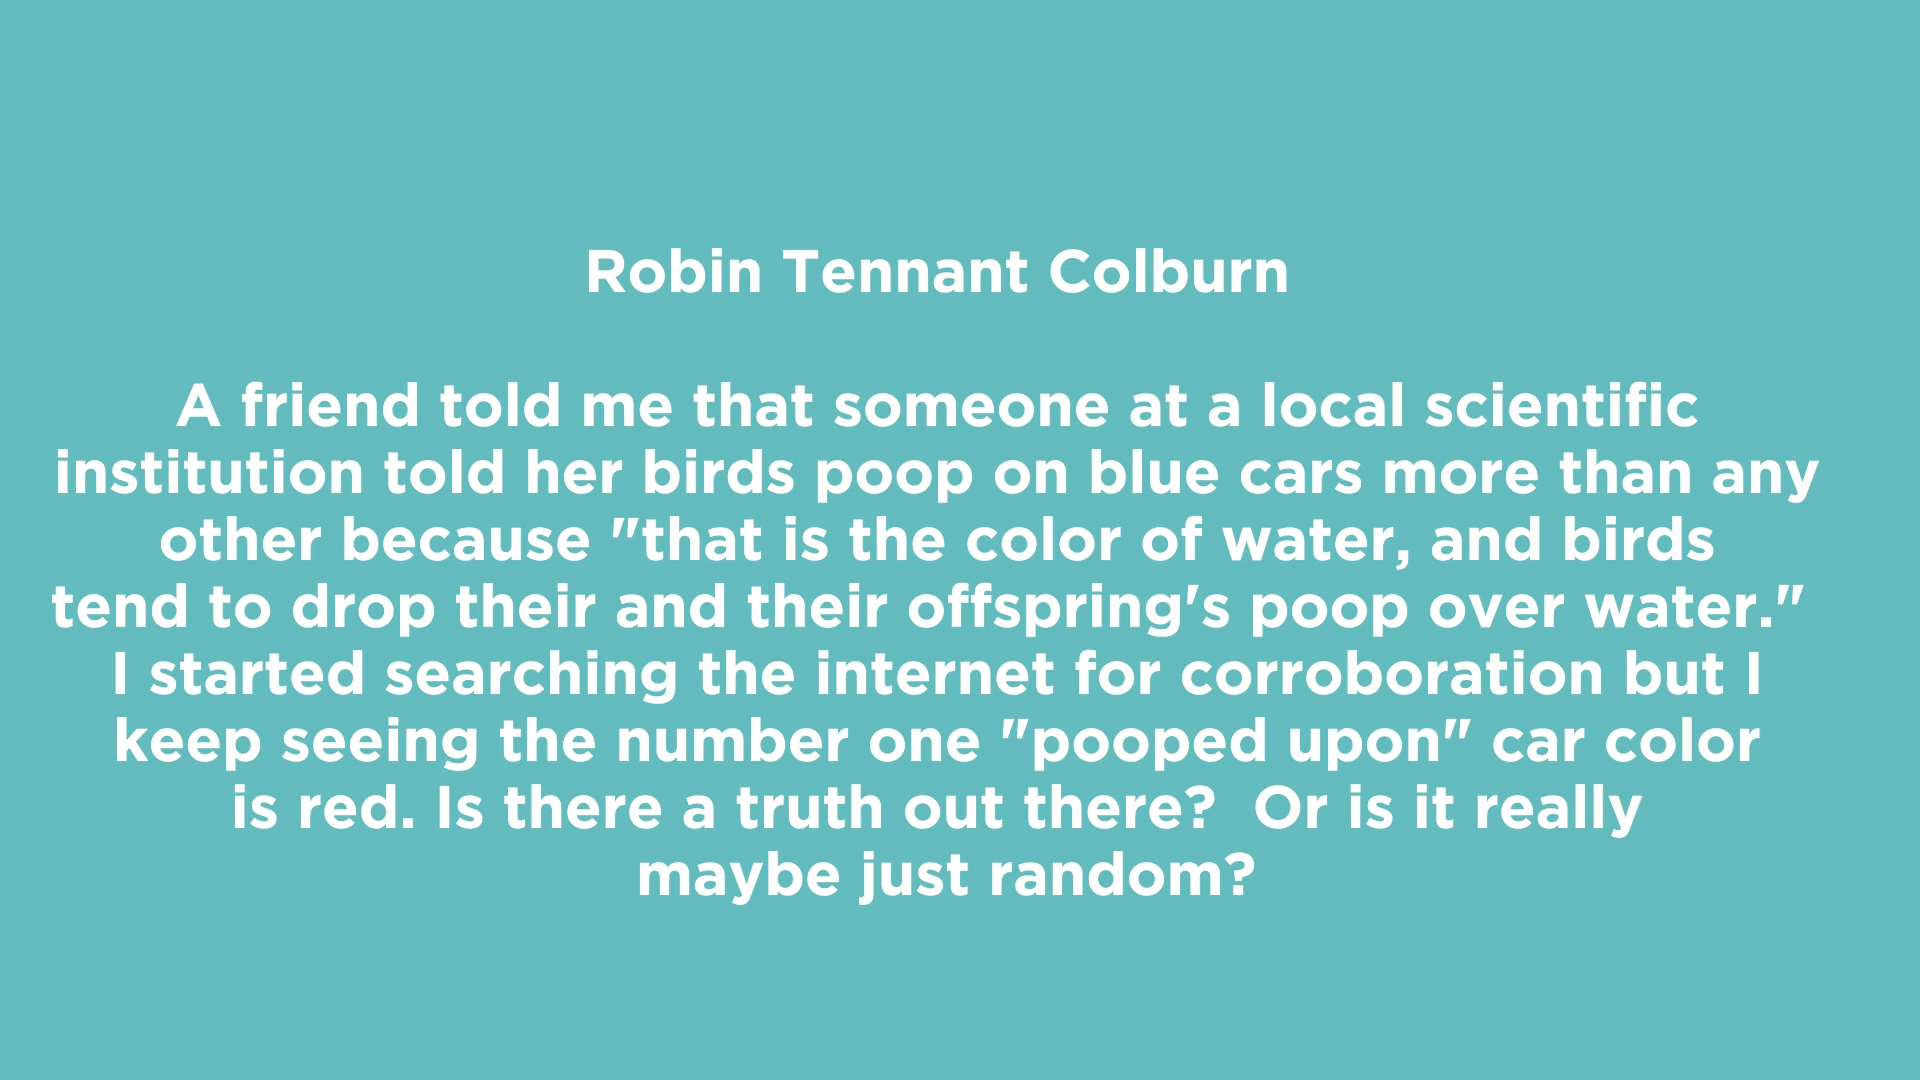 Robin Tennant Colburn
A friend told me that someone at a local scientific
institution told her birds poop on blue cars more than any
other because "that is the color of water, and birds
tend to drop their and their offspring's poop over water."
I started searching the internet for corroboration but I
keep seeing the number one "pooped upon" car color
is red. Is there a truth out there?  Or is it really
maybe just random?